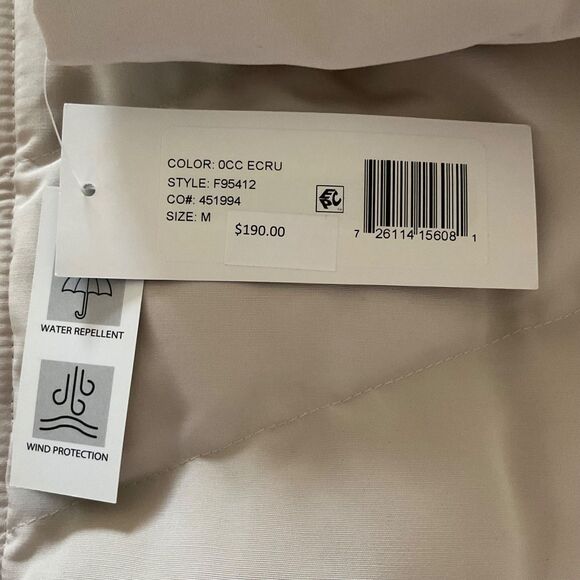 COLOR: 0CC ECRU
STYLE: F95412
CO#: 451994
SIZE: M
$190.00
7 26114 15608 1
WATER REPELLENT
WIND PROTECTION